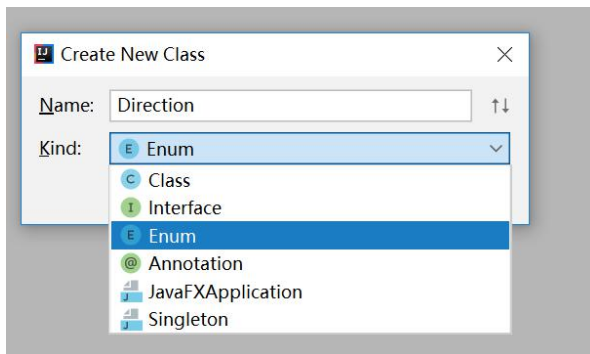 Create New Class
Name: Direction
Kind: E Enum
C Class
I Interface
E Enum
@ Annotation
J JavaFXApplication
J Singleton